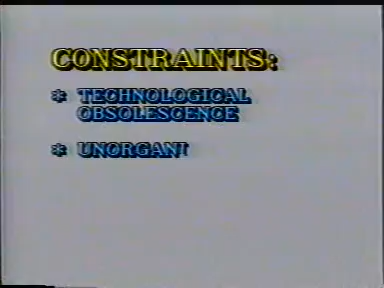 CONSTRAINTS:
* TECHNOLOGICAL
OBSOLESCENCE
* UNORGANI